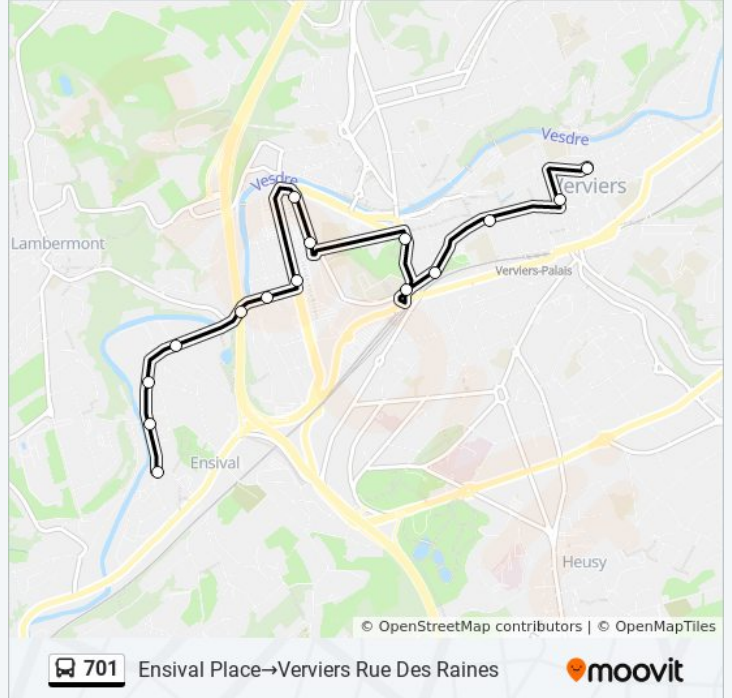 Vesdre
Vesdre
Verviers
Lambermont
Verviers-Palais
Ensival
Heusy
© OpenStreetMap contributors | © OpenMapTiles
701 Ensival Place→Verviers Rue Des Raines moovit